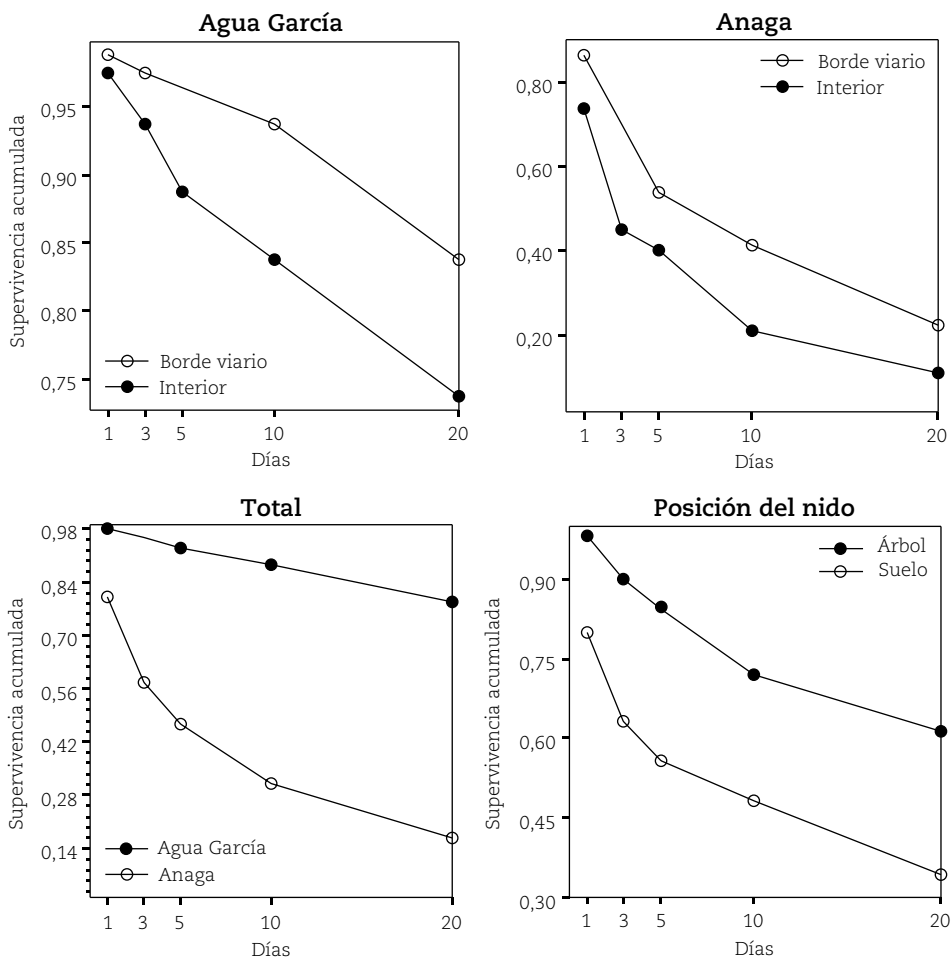 Agua García
Supervivencia acumulada
0,95
0,90
0,85
0,80
0,75
Borde viario
Interior
1 3 5 10 20
Días
Anaga
0,80
0,60
0,40
0,20
Borde viario
Interior
1 3 5 10 20
Días
Total
Supervivencia acumulada
0,98
0,84
0,70
0,56
0,42
0,28
0,14
Agua García
Anaga
1 3 5 10 20
Días
Posición del nido
Supervivencia acumulada
0,90
0,75
0,60
0,45
0,30
Árbol
Suelo
1 3 5 10 20
Días